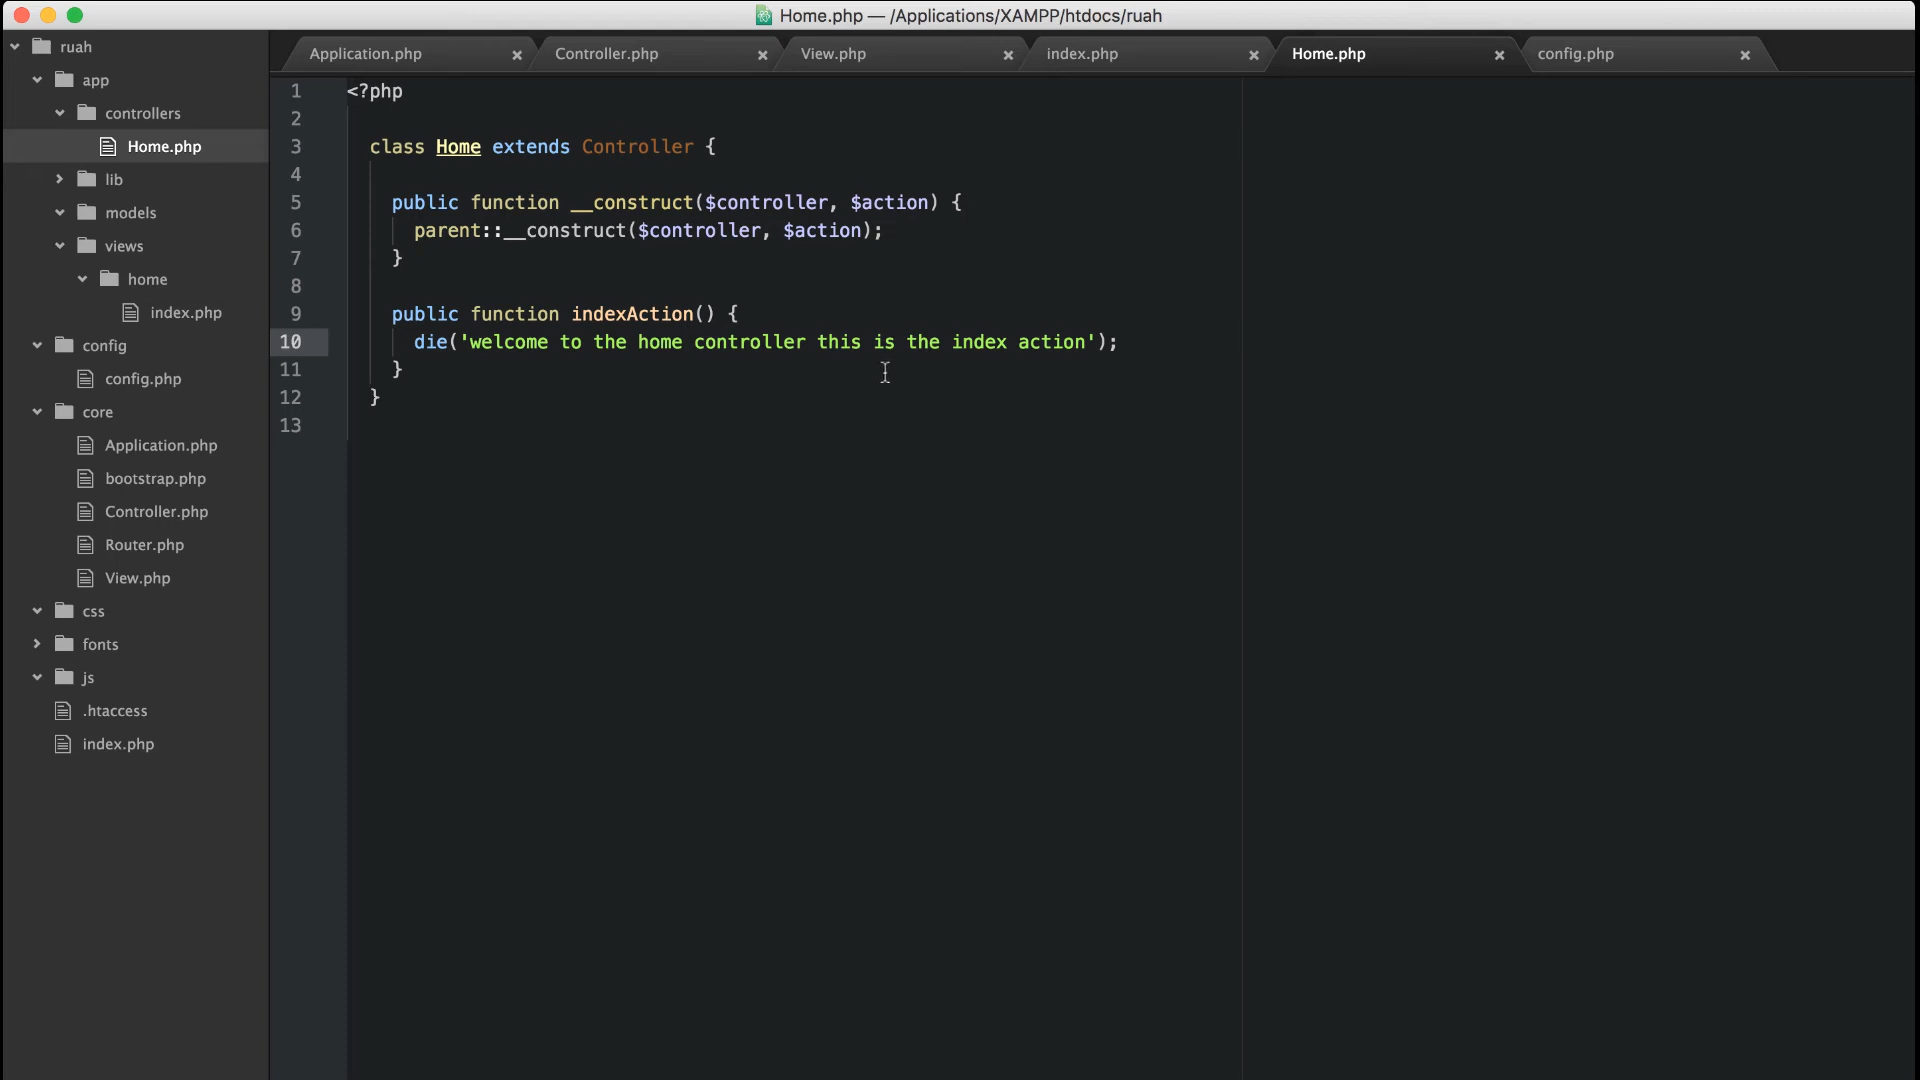 Home.php — /Applications/XAMPP/htdocs/ruah
ruah
app
controllers
Home.php
lib
models
views
home
index.php
config
config.php
core
Application.php
bootstrap.php
Controller.php
Router.php
View.php
css
fonts
js
.htaccess
index.php
Application.php Controller.php View.php index.php Home.php config.php
1 <?php
2
3 class Home extends Controller {
4
5 public function __construct($controller, $action) {
6 parent::__construct($controller, $action);
7 }
8
9 public function indexAction() {
10 die('welcome to the home controller this is the index action');
11 }
12 }
13